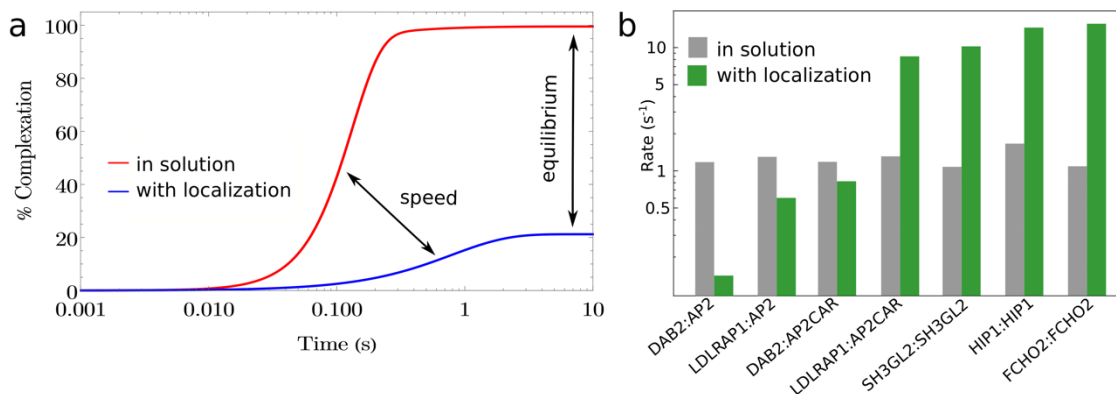 a
100
80
60
40
20
0
% Complexation
in solution
with localization
speed
equilibrium
0.001
0.010
0.100
1
10
Time (s)
b
in solution
with localization
10
5
1
0.5
Rate (s⁻¹)
DAB2:AP2
LDLRAP1:AP2
DAB2:AP2CAR
LDLRAP1:AP2CAR
SH3GL2:SH3GL2
HIP1:HIP1
FCHO2:FCHO2